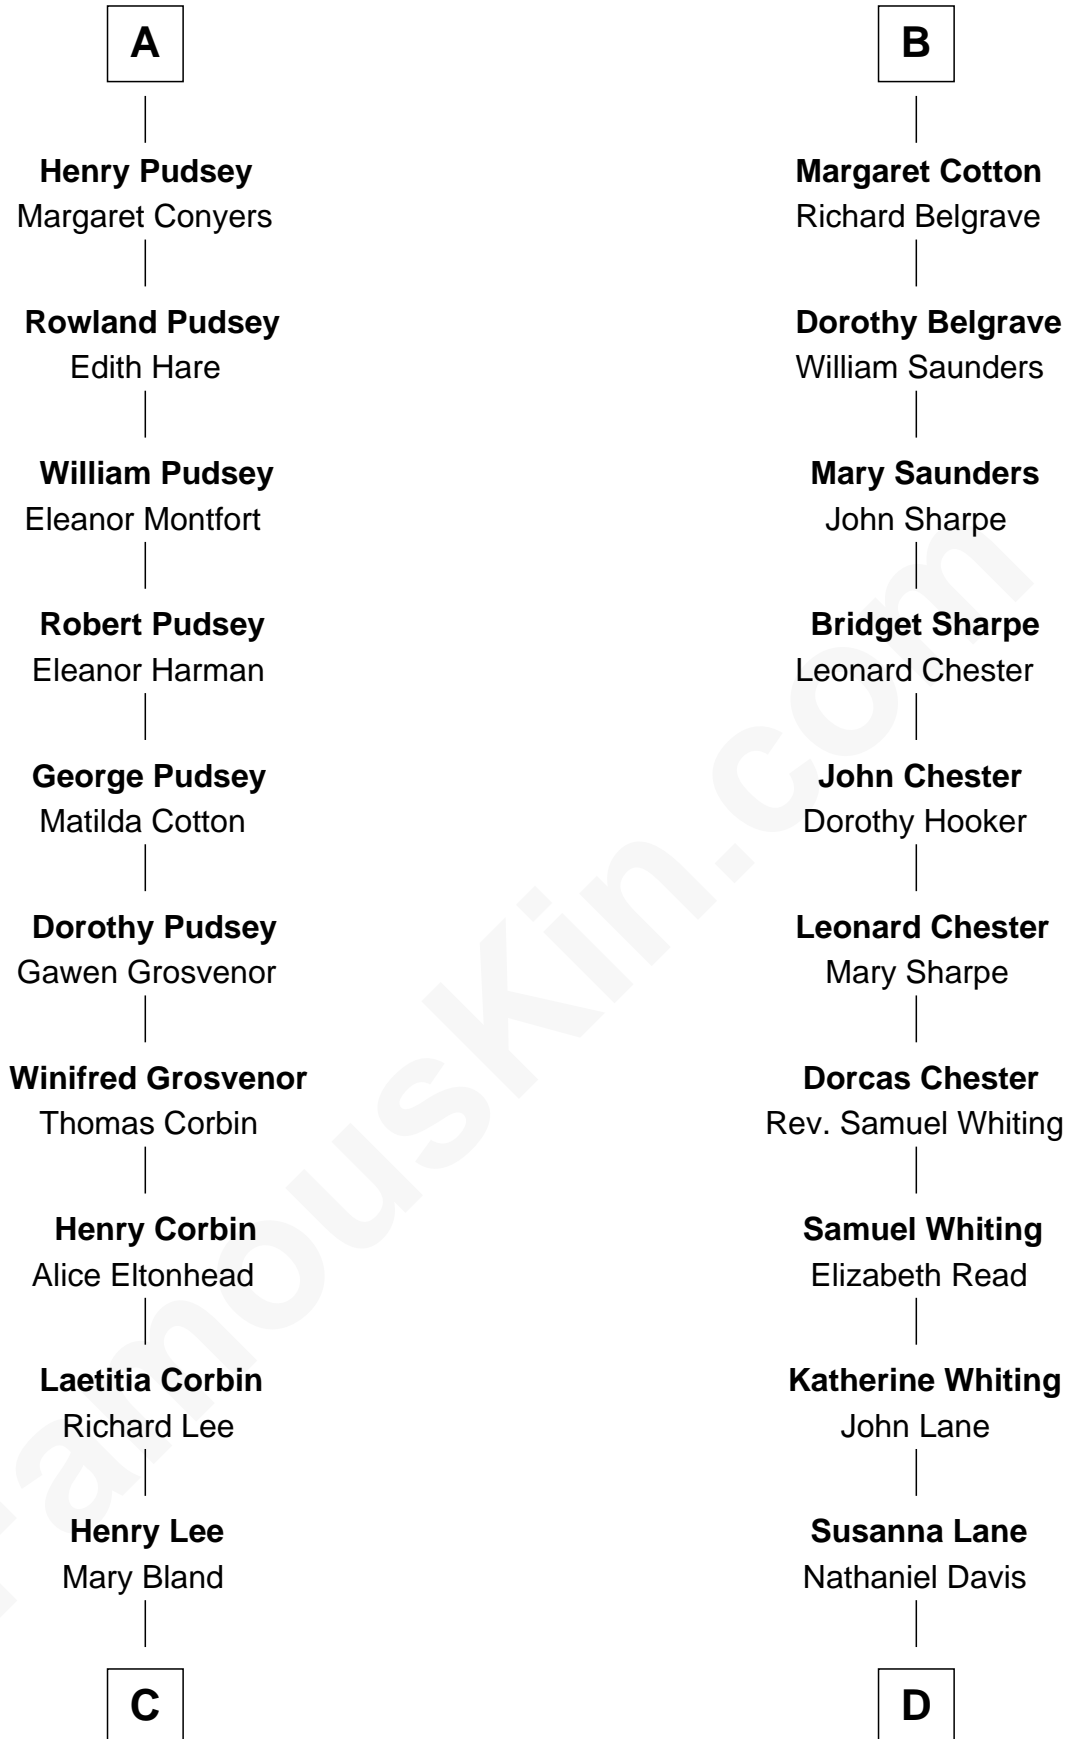 A
Henry Pudsey
Margaret Conyers
Rowland Pudsey
Edith Hare
William Pudsey
Eleanor Montfort
Robert Pudsey
Eleanor Harman
George Pudsey
Matilda Cotton
Dorothy Pudsey
Gawen Grosvenor
Winifred Grosvenor
Thomas Corbin
Henry Corbin
Alice Eltonhead
Laetitia Corbin
Richard Lee
Henry Lee
Mary Bland
C
B
Margaret Cotton
Richard Belgrave
Dorothy Belgrave
William Saunders
Mary Saunders
John Sharpe
Bridget Sharpe
Leonard Chester
John Chester
Dorothy Hooker
Leonard Chester
Mary Sharpe
Dorcas Chester
Rev. Samuel Whiting
Samuel Whiting
Elizabeth Read
Katherine Whiting
John Lane
Susanna Lane
Nathaniel Davis
D
FamousKin.com